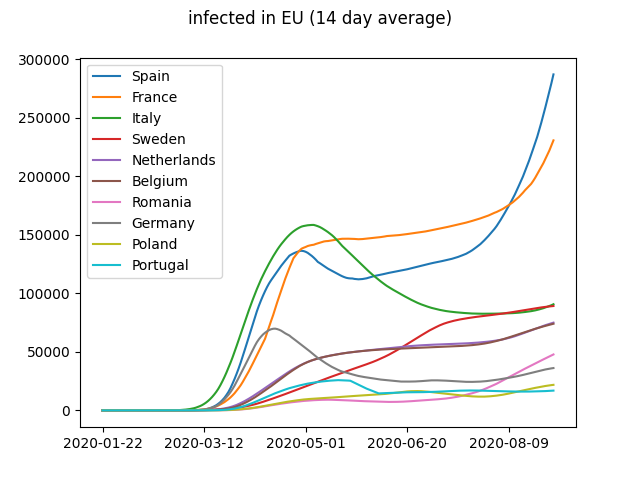 infected in EU (14 day average)
300000
250000
200000
150000
100000
50000
0
Spain
France
Italy
Sweden
Netherlands
Belgium
Romania
Germany
Poland
Portugal
2020-01-22 2020-03-12 2020-05-01 2020-06-20 2020-08-09